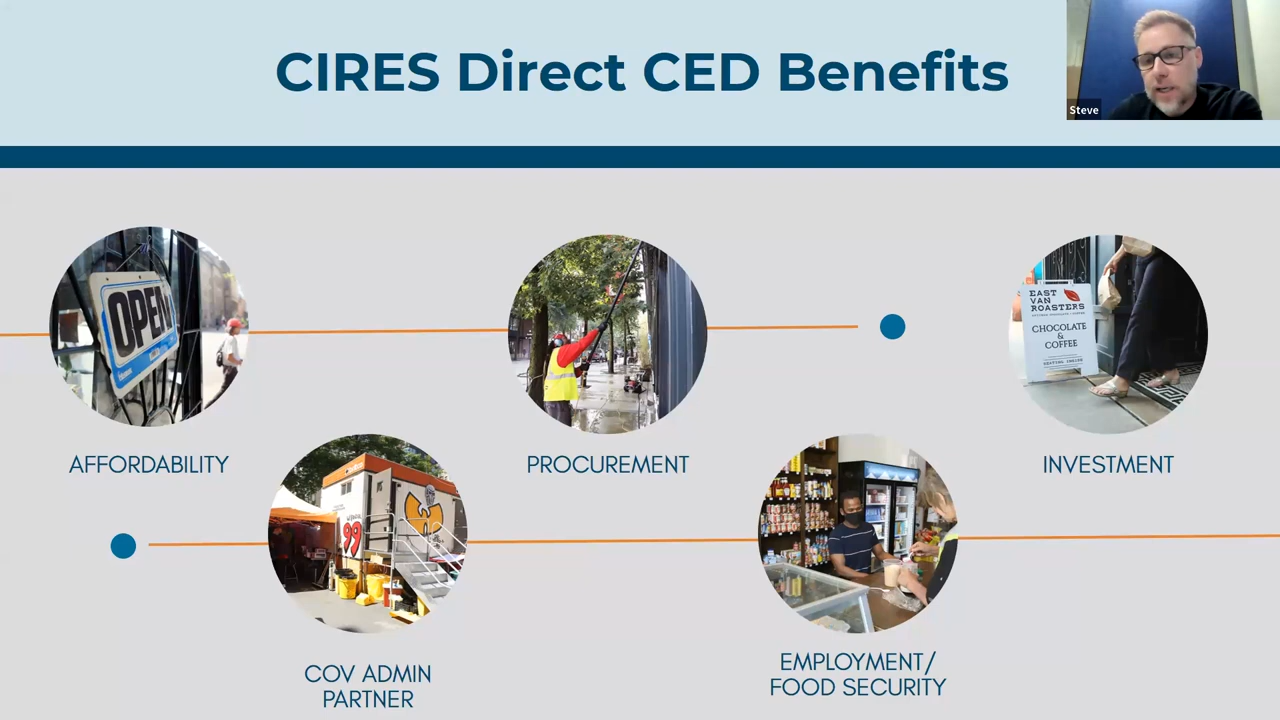 CIRES Direct CED Benefits
Steve
OPEN
EAST
VAN
ROASTERS
CHOCOLATE
&
COFFEE
AFFORDABILITY
PROCUREMENT
INVESTMENT
99
COV ADMIN
PARTNER
EMPLOYMENT/
FOOD SECURITY